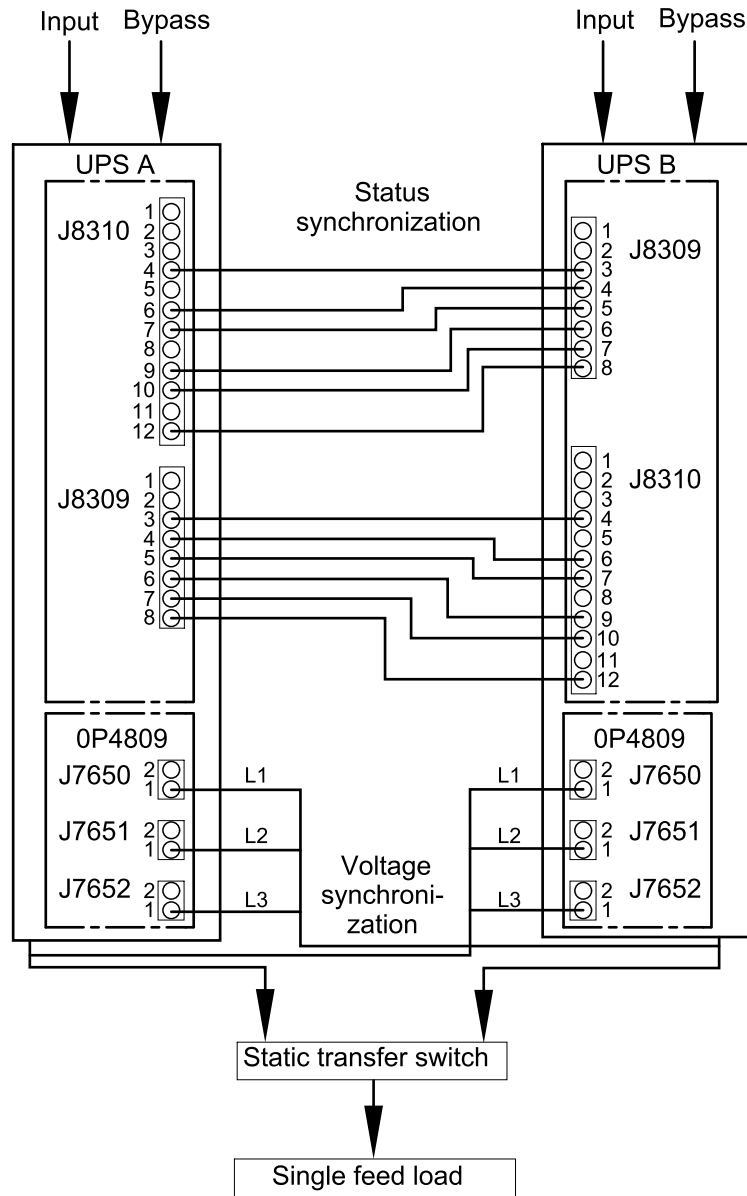 Input Bypass
Input Bypass
UPS A
UPS B
Status
synchronization
J8310
1
2
3
4
5
6
7
8
9
10
11
12
J8309
1
2
3
4
5
6
7
8
J8309
1
2
3
4
5
6
7
8
J8310
1
2
3
4
5
6
7
8
9
10
11
12
0P4809
J7650
2
1
L1
J7651
2
1
L2
J7652
2
1
L3
Voltage
synchroni-
zation
0P4809
L1
2
1
J7650
L2
2
1
J7651
L3
2
1
J7652
Static transfer switch
Single feed load